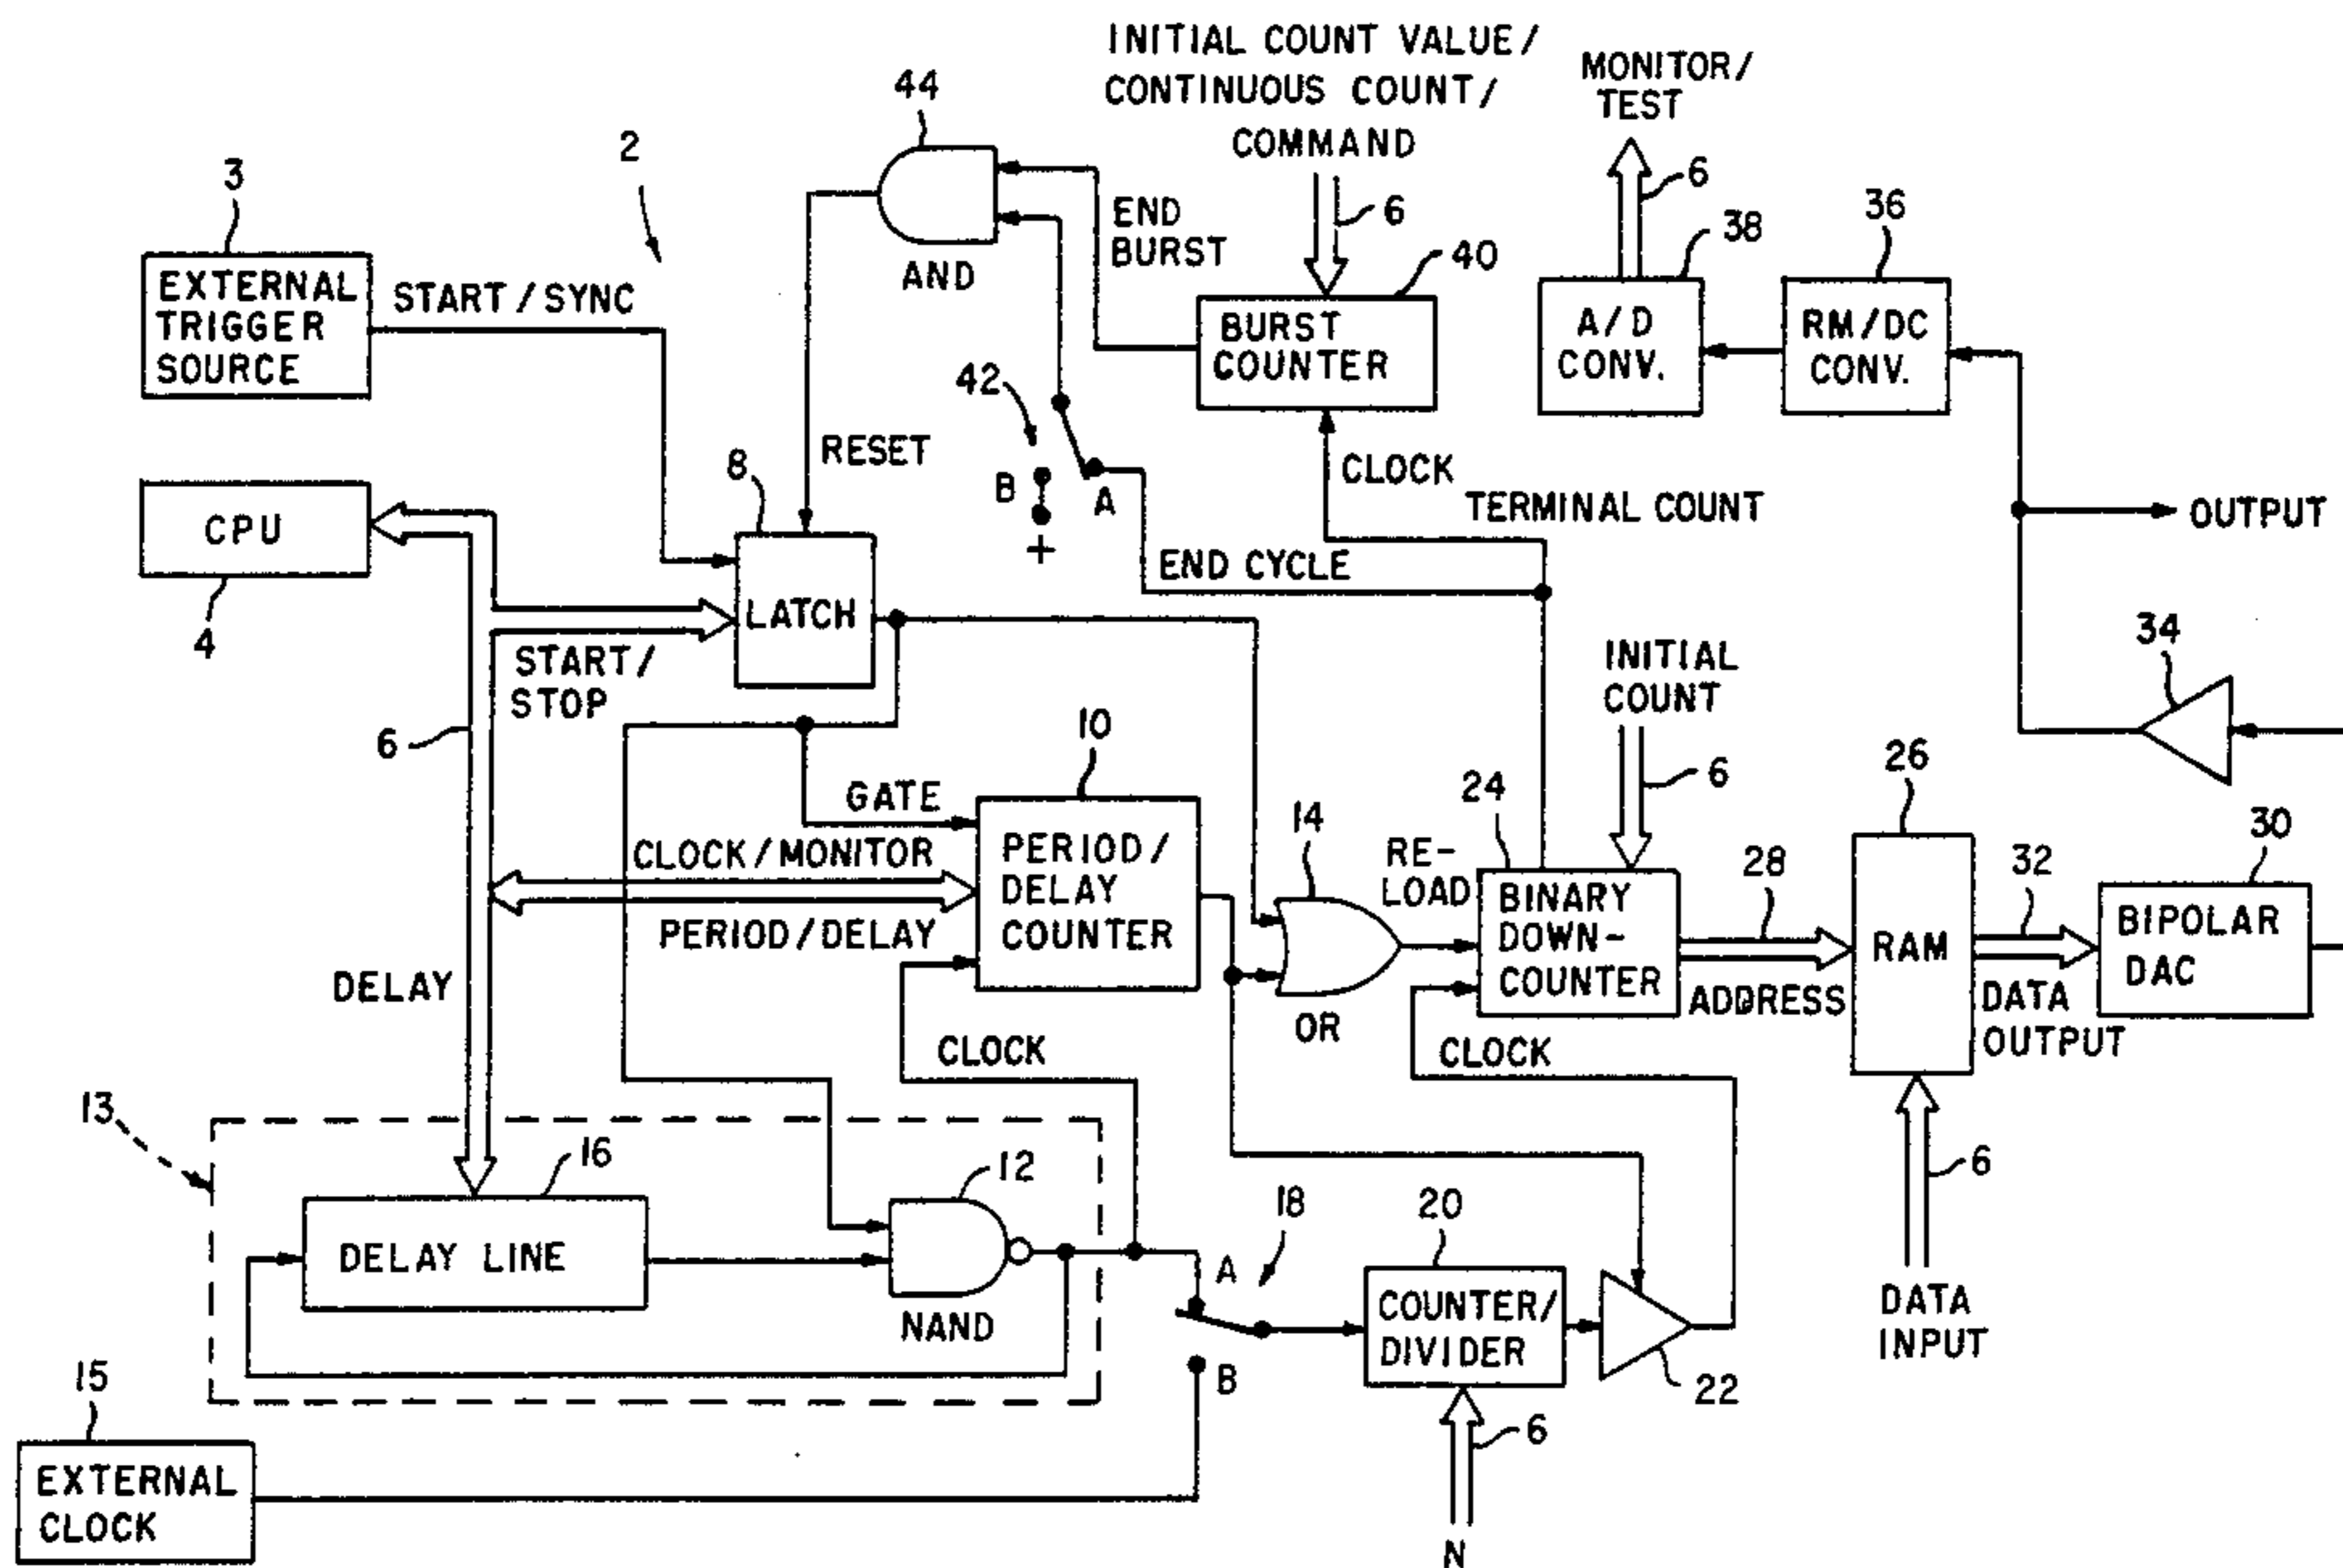 INITIAL COUNT VALUE/
CONTINUOUS COUNT/
COMMAND
MONITOR/
TEST
44
2
3
6
6
38
36
END
BURST
40
EXTERNAL
TRIGGER
SOURCE
START/SYNC
AND
BURST
COUNTER
A/D
CONV.
RM/DC
CONV.
42
RESET
8
B
A
+
CLOCK
TERMINAL COUNT
OUTPUT
CPU
4
END CYCLE
LATCH
START/
STOP
INITIAL
COUNT
34
6
10
24
6
26
GATE
14
30
CLOCK/MONITOR
PERIOD/
DELAY
COUNTER
RE-
LOAD
BINARY
DOWN-
COUNTER
28
32
RAM
BIPOLAR
DAC
PERIOD/DELAY
DELAY
ADDRESS
DATA
OUTPUT
OR
CLOCK
CLOCK
13
16
12
6
18
20
DELAY LINE
A
NAND
COUNTER/
DIVIDER
DATA
INPUT
B
22
15
6
EXTERNAL
CLOCK
N